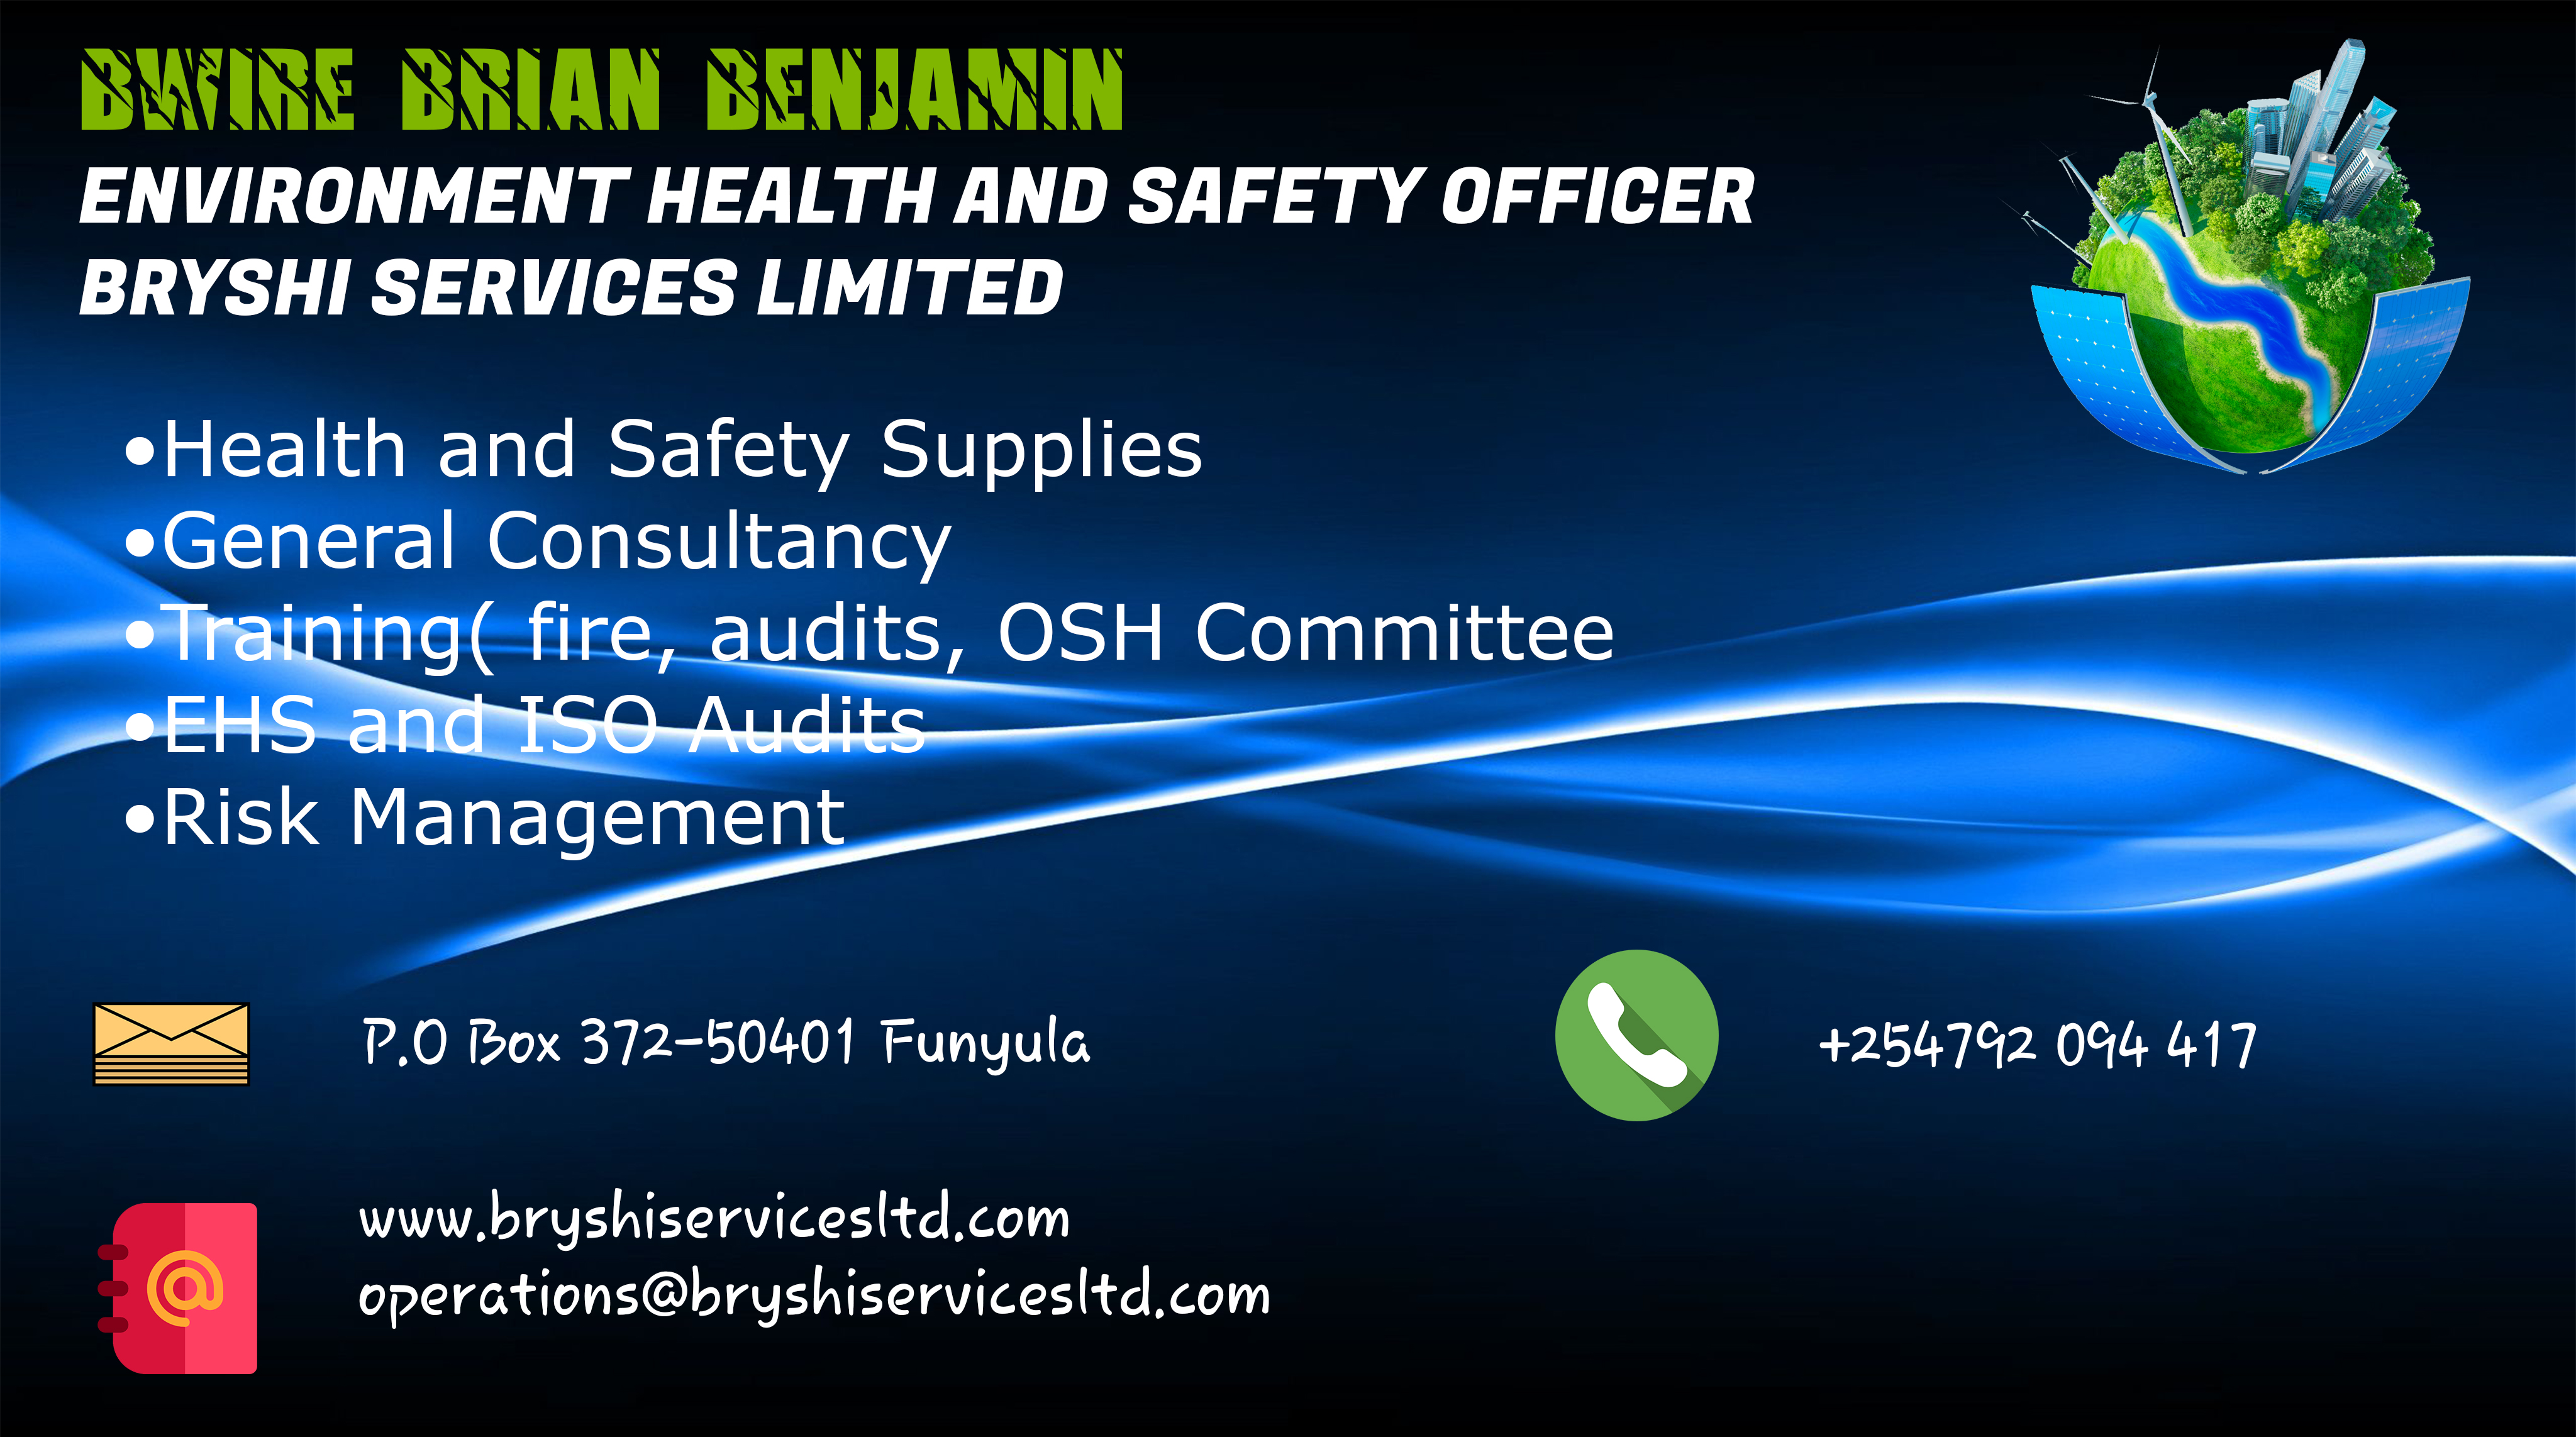 BWIRE BRIAN BENJAMIN
ENVIRONMENT HEALTH AND SAFETY OFFICER
BRYSHI SERVICES LIMITED
•Health and Safety Supplies
•General Consultancy
•Training( fire, audits, OSH Committee
•EHS and ISO Audits
•Risk Management
P.O Box 372-50401 Funyula
+254792 094 417
www.bryshiservicesltd.com
operations@bryshiservicesltd.com